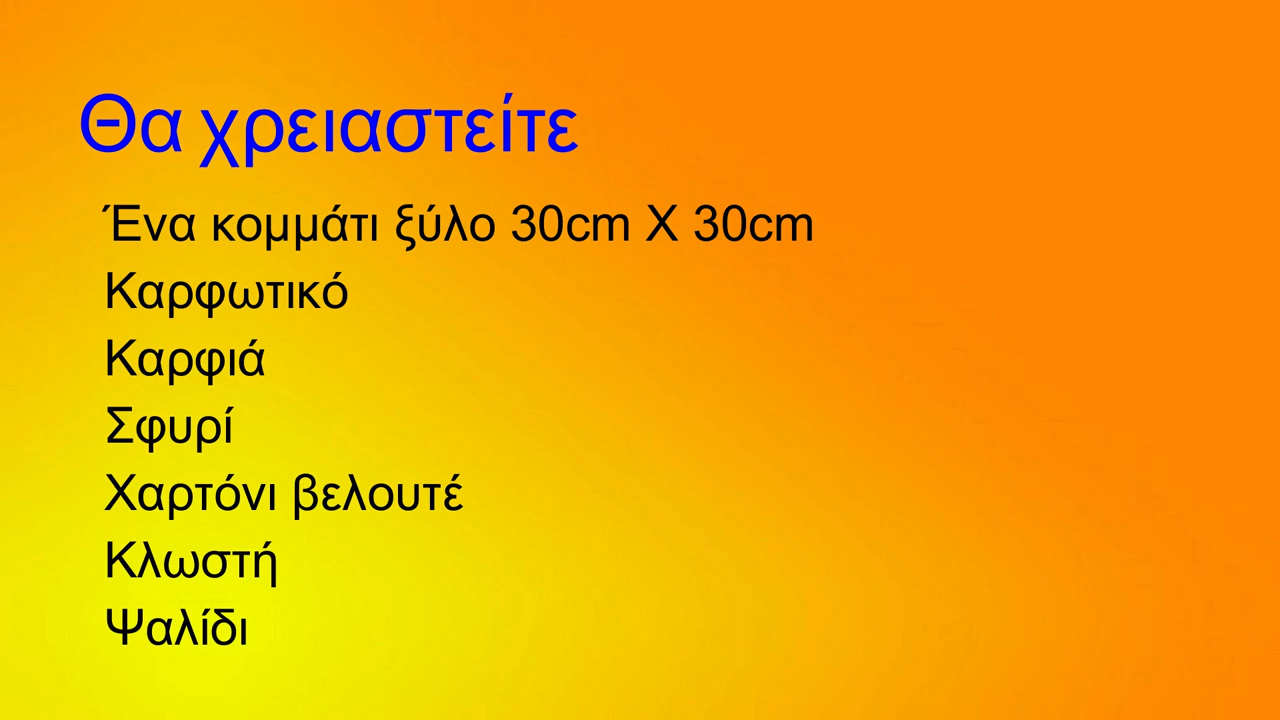 Θα χρειαστείτε
Ένα κομμάτι ξύλο 30cm X 30cm
Καρφωτικό
Καρφιά
Σφυρί
Χαρτόνι βελουτέ
Κλωστή
Ψαλίδι